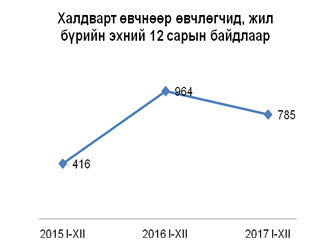 Халдварт өвчнөөр өвчлөгчид, жил
бүрийн эхний 12 сарын байдлаар
964
785
416
2015 I-XII 2016 I-XII 2017 I-XII